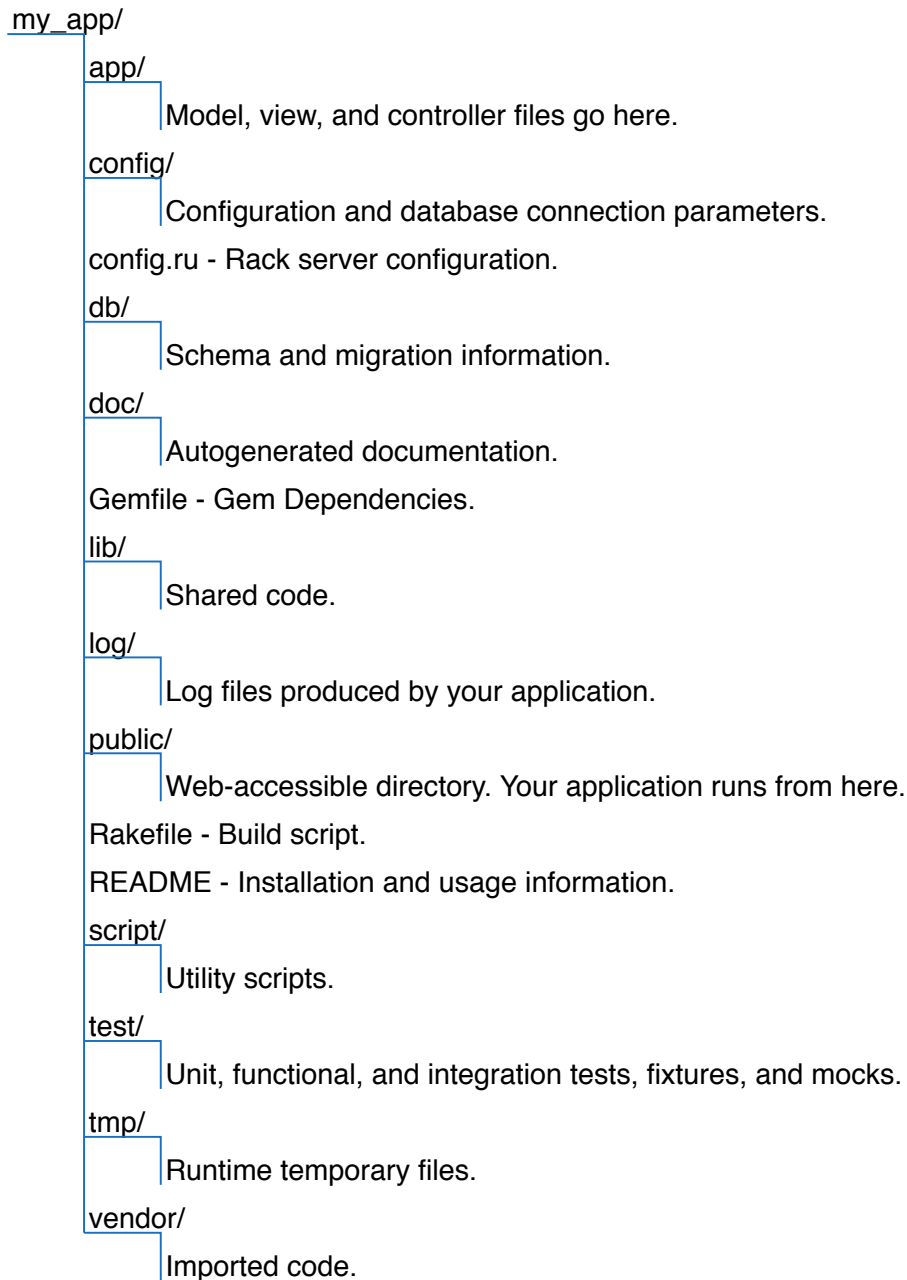 my_app/
app/
Model, view, and controller files go here.
config/
Configuration and database connection parameters.
config.ru - Rack server configuration.
db/
Schema and migration information.
doc/
Autogenerated documentation.
Gemfile - Gem Dependencies.
lib/
Shared code.
log/
Log files produced by your application.
public/
Web-accessible directory. Your application runs from here.
Rakefile - Build script.
README - Installation and usage information.
script/
Utility scripts.
test/
Unit, functional, and integration tests, fixtures, and mocks.
tmp/
Runtime temporary files.
vendor/
Imported code.